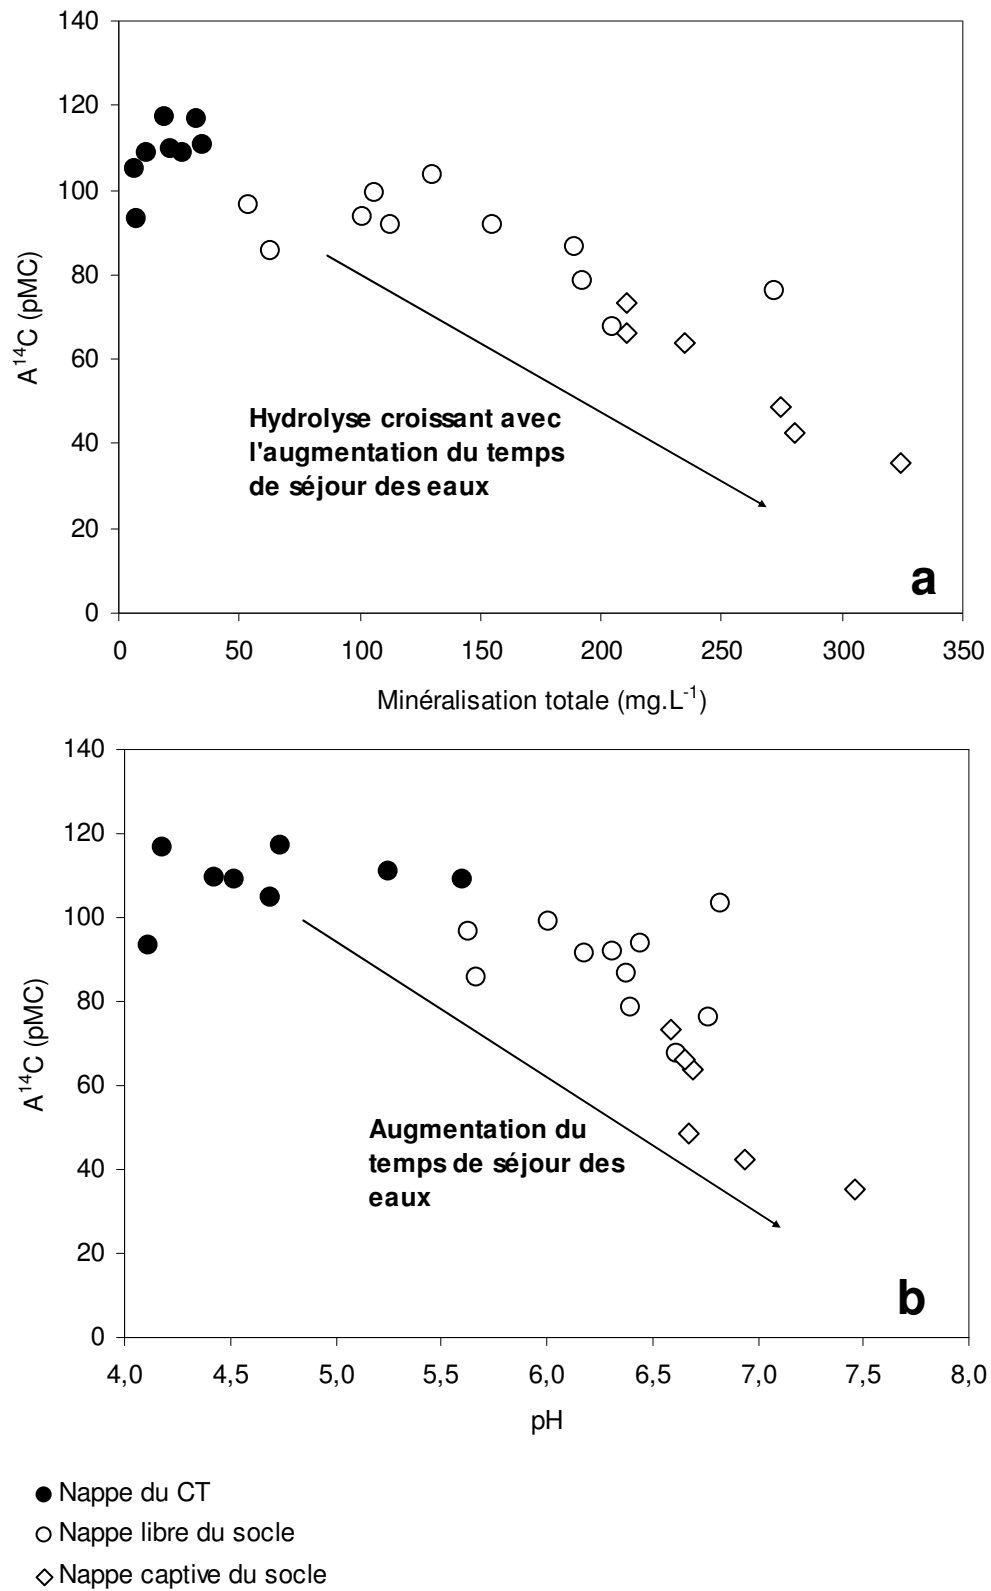 140
120
100
80
60
40
20
0
A¹⁴C (pMC)
Hydrolyse croissant avec
l'augmentation du temps
de séjour des eaux
a
0 50 100 150 200 250 300 350
Minéralisation totale (mg.L⁻¹)
140
120
100
80
60
40
20
0
A¹⁴C (pMC)
Augmentation du
temps de séjour des
eaux
b
4,0 4,5 5,0 5,5 6,0 6,5 7,0 7,5 8,0
pH
Nappe du CT
Nappe libre du socle
Nappe captive du socle